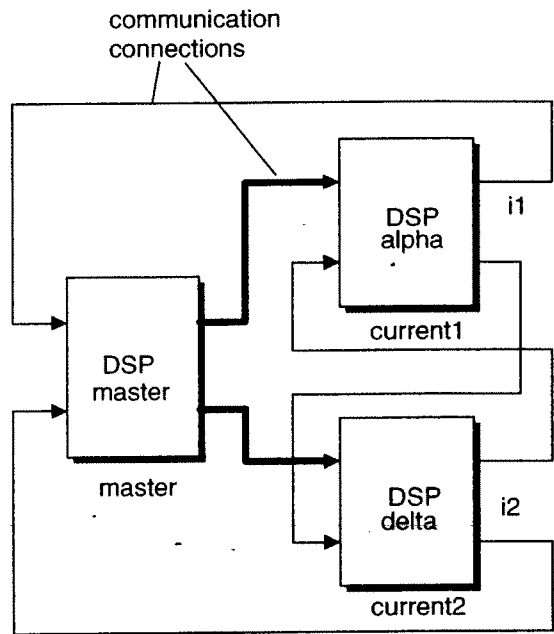 communication
connections
DSP
alpha
i1
current1
DSP
master
master
DSP
delta
i2
current2